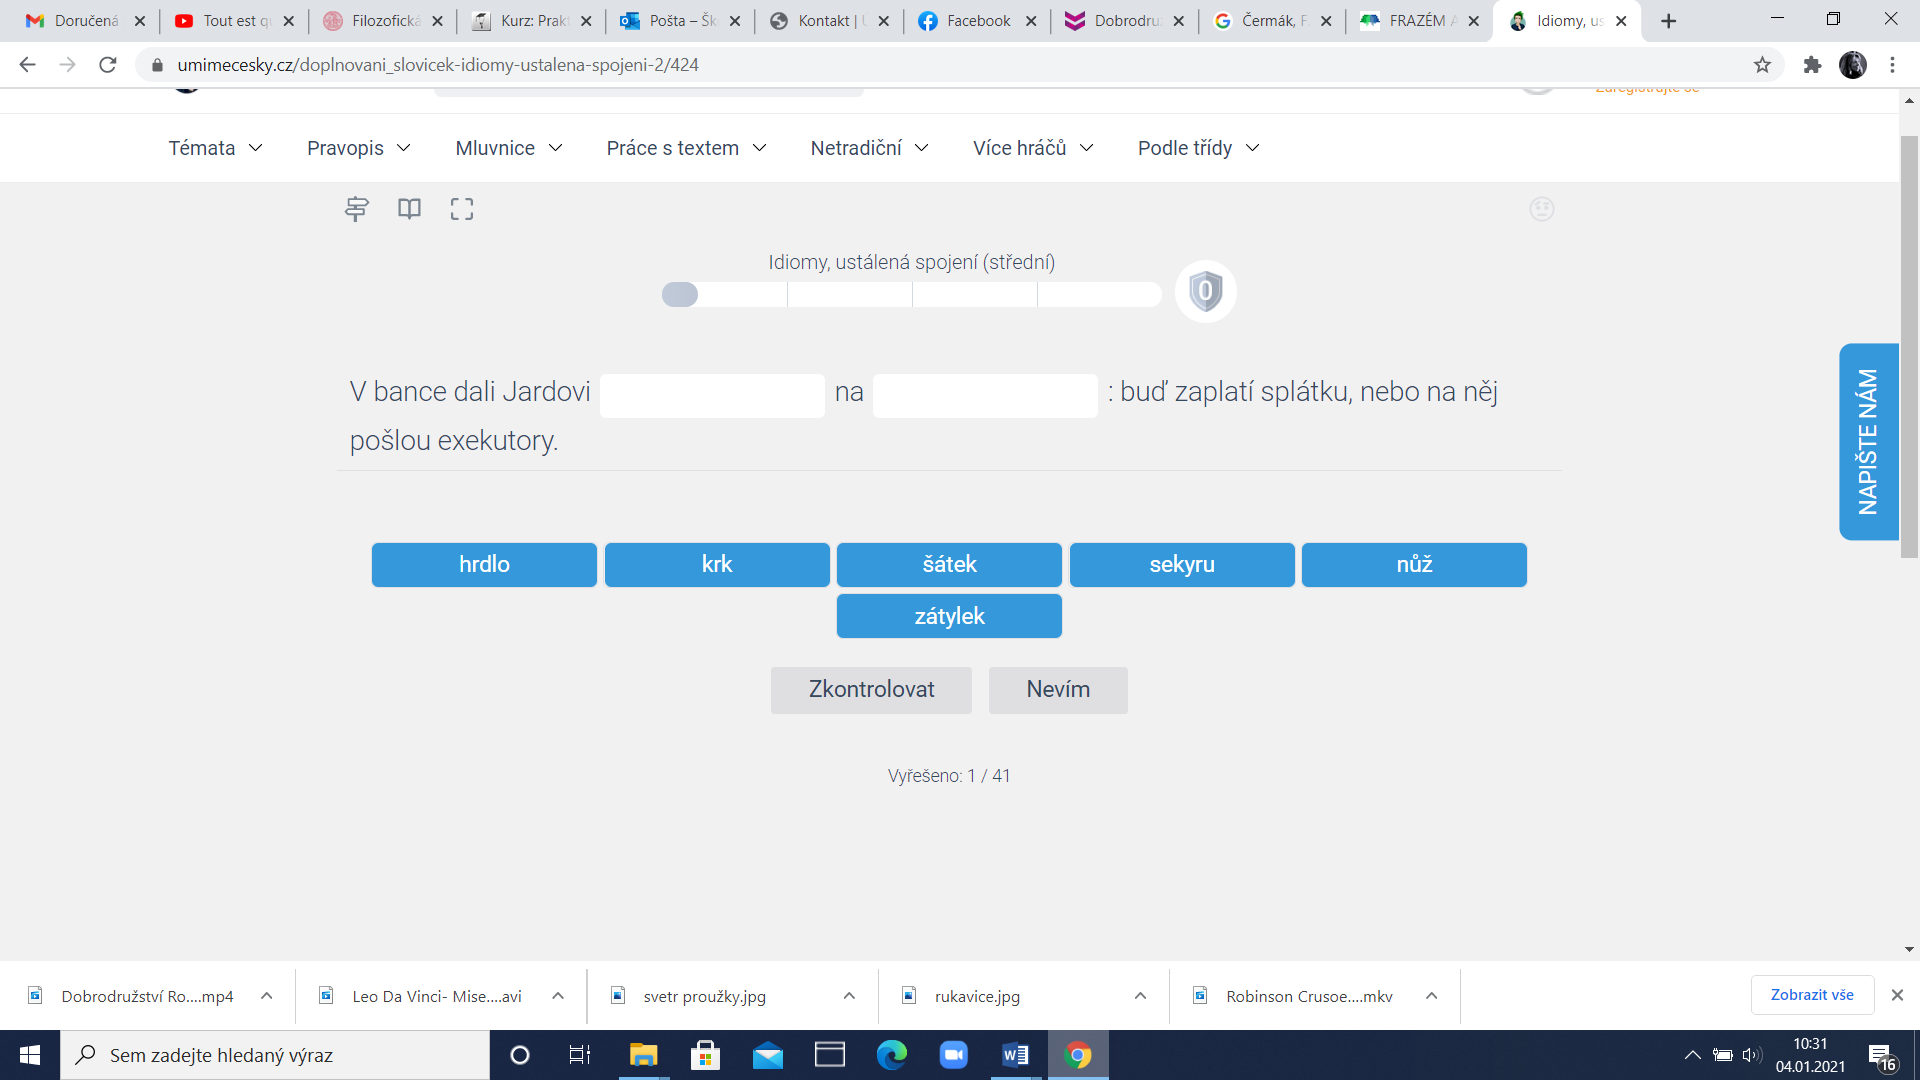 Doručená
Tout est q
Filozofická
Kurz: Prak
Pošta – Šk
Kontakt | U
Facebook
Dobrodru
Čermák, F.
FRAZÉM A
Idiomy, us
umimecesky.cz/doplnovani_slovicek-idiomy-ustalena-spojeni-2/424
Zaregistrujte se
Témata
Pravopis
Mluvnice
Práce s textem
Netradiční
Více hráčů
Podle třídy
Idiomy, ustálená spojení (střední)
0
V bance dali Jardovi na : buď zaplatí splátku, nebo na něj
pošlou exekutory.
NAPIŠTE NÁM
hrdlo
krk
šátek
sekyru
nůž
zátylek
Zkontrolovat
Nevím
Vyřešeno: 1 / 41
Dobrodružství Ro....mp4
Leo Da Vinci- Mise....avi
svetr proužky.jpg
rukavice.jpg
Robinson Crusoe....mkv
Zobrazit vše
Sem zadejte hledaný výraz
10:31
04.01.2021
16